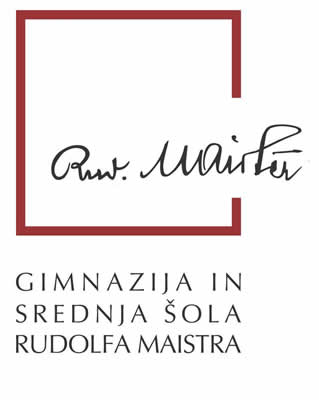 Rud. Maister
GIMNAZIJA IN
SREDNJA ŠOLA
RUDOLFA MAISTRA